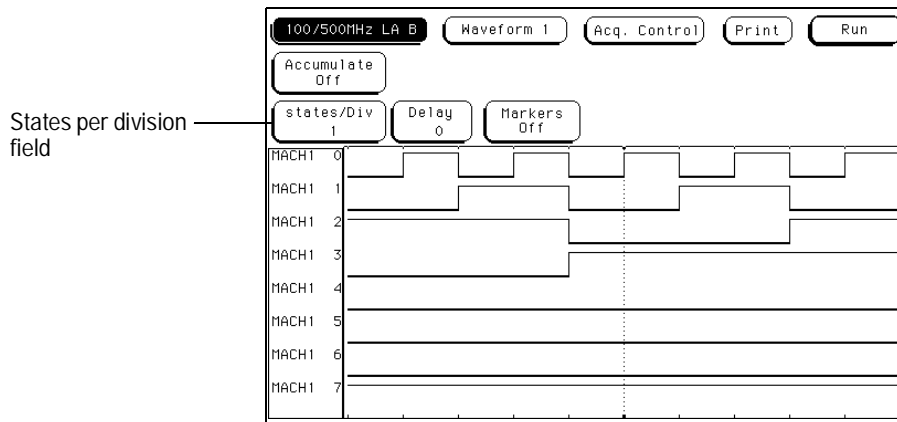 100/500MHz LA B
Waveform 1
Acq. Control
Print
Run
Accumulate
Off
States per division
field
states/Div
1
Delay
0
Markers
Off
MACH1 0
MACH1 1
MACH1 2
MACH1 3
MACH1 4
MACH1 5
MACH1 6
MACH1 7